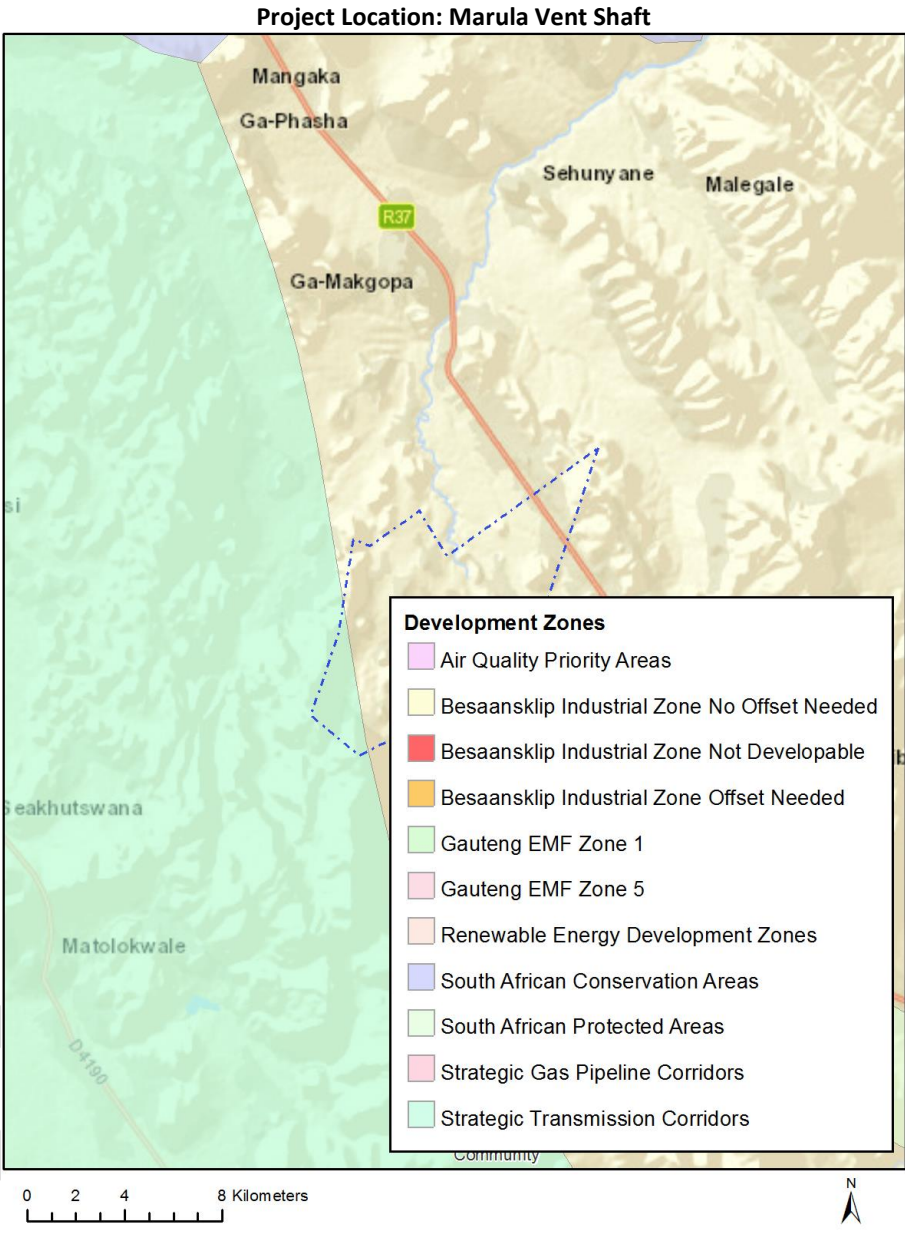 Project Location: Marula Vent Shaft
Mangaka
Ga-Phasha
Sehunyane
Malegale
R37
Ga-Makgopa
si
Development Zones
Air Quality Priority Areas
Besaansklip Industrial Zone No Offset Needed
Besaansklip Industrial Zone Not Developable
ib
Besaansklip Industrial Zone Offset Needed
Seakhutswana
Gauteng EMF Zone 1
Gauteng EMF Zone 5
Renewable Energy Development Zones
Matolokwale
South African Conservation Areas
South African Protected Areas
D4190
Strategic Gas Pipeline Corridors
Strategic Transmission Corridors
Community
0 2 4 8 Kilometers
N